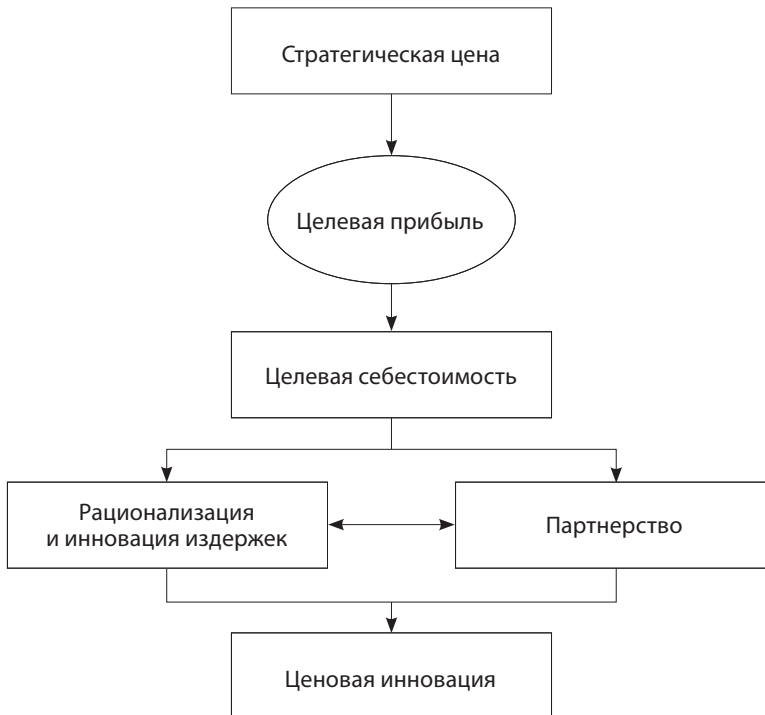 Стратегическая цена
Целевая прибыль
Целевая себестоимость
Рационализация
и инновация издержек
Партнерство
Ценовая инновация